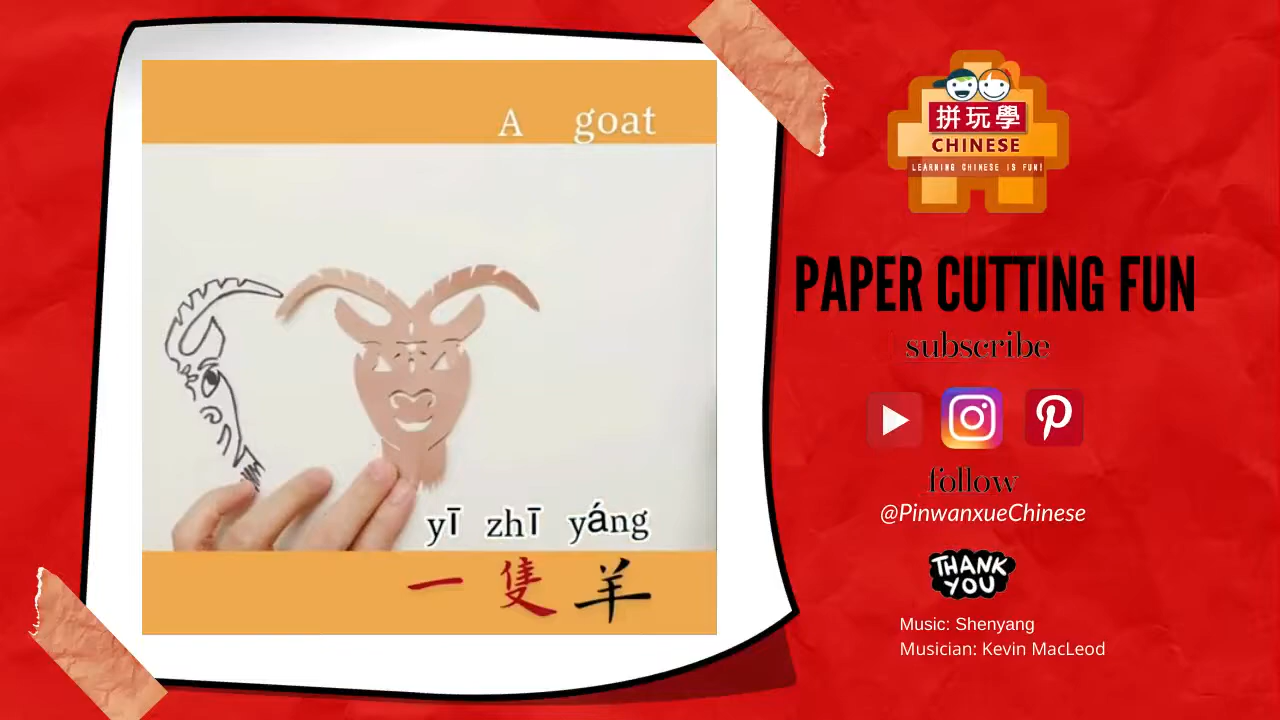 A goat
yī zhī yáng
一 隻 羊
拼玩學
CHINESE
LEARNING CHINESE IS FUN!
PAPER CUTTING FUN
subscribe
follow
@PinwanxueChinese
THANK
YOU
Music: Shenyang
Musician: Kevin MacLeod